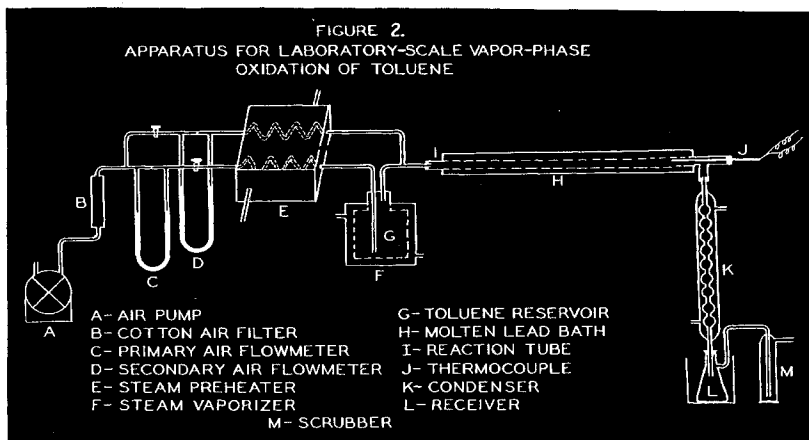 FIGURE 2.
APPARATUS FOR LABORATORY-SCALE VAPOR-PHASE
OXIDATION OF TOLUENE
A
B
C
D
E
F
G
H
I
J
K
L
M
A- AIR PUMP
B- COTTON AIR FILTER
C- PRIMARY AIR FLOWMETER
D- SECONDARY AIR FLOWMETER
E- STEAM PREHEATER
F- STEAM VAPORIZER
G- TOLUENE RESERVOIR
H- MOLTEN LEAD BATH
I- REACTION TUBE
J- THERMOCOUPLE
K- CONDENSER
L- RECEIVER
M- SCRUBBER